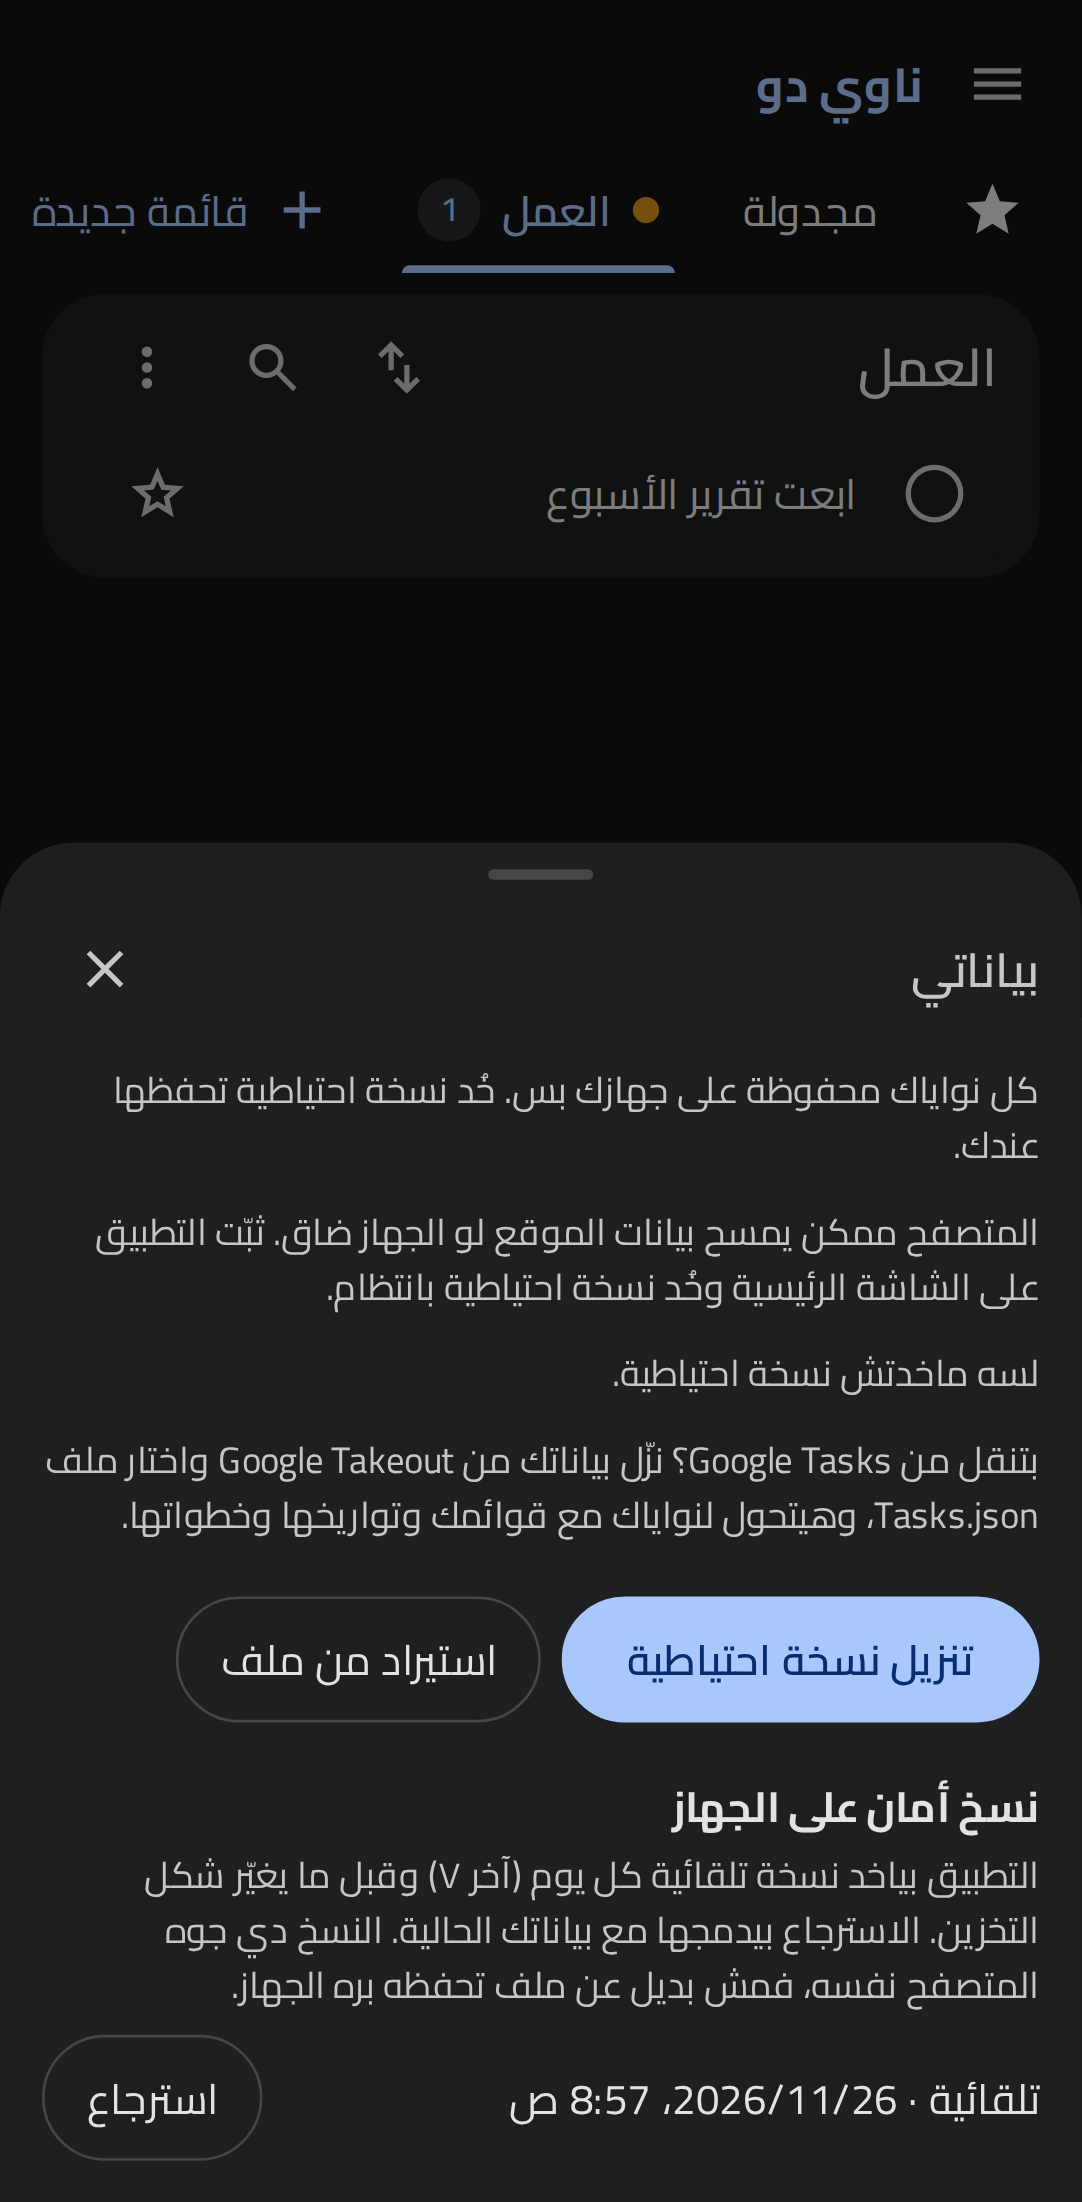 ناوي دو
مجدولة
العمل 1
قائمة جديدة
العمل
ابعت تقرير الأسبوع
بياناتي
كل نواياك محفوظة على جهازك بس. خُد نسخة احتياطية تحفظها
عندك.
المتصفح ممكن يمسح بيانات الموقع لو الجهاز ضاق. ثبّت التطبيق
على الشاشة الرئيسية وخُد نسخة احتياطية بانتظام.
لسه ماخدتش نسخة احتياطية.
بتنقل من Google Tasks؟ نزّل بياناتك من Google Takeout واختار ملف
Tasks.json، وهيتحول لنواياك مع قوائمك وتواريخها وخطواتها.
تنزيل نسخة احتياطية
استيراد من ملف
نسخ أمان على الجهاز
التطبيق بياخد نسخة تلقائية كل يوم (آخر ٧) وقبل ما يغيّر شكل
التخزين. الاسترجاع بيدمجها مع بياناتك الحالية. النسخ دي جوه
المتصفح نفسه، فمش بديل عن ملف تحفظه بره الجهاز.
تلقائية · 2026/11/26، 8:57 ص
استرجاع